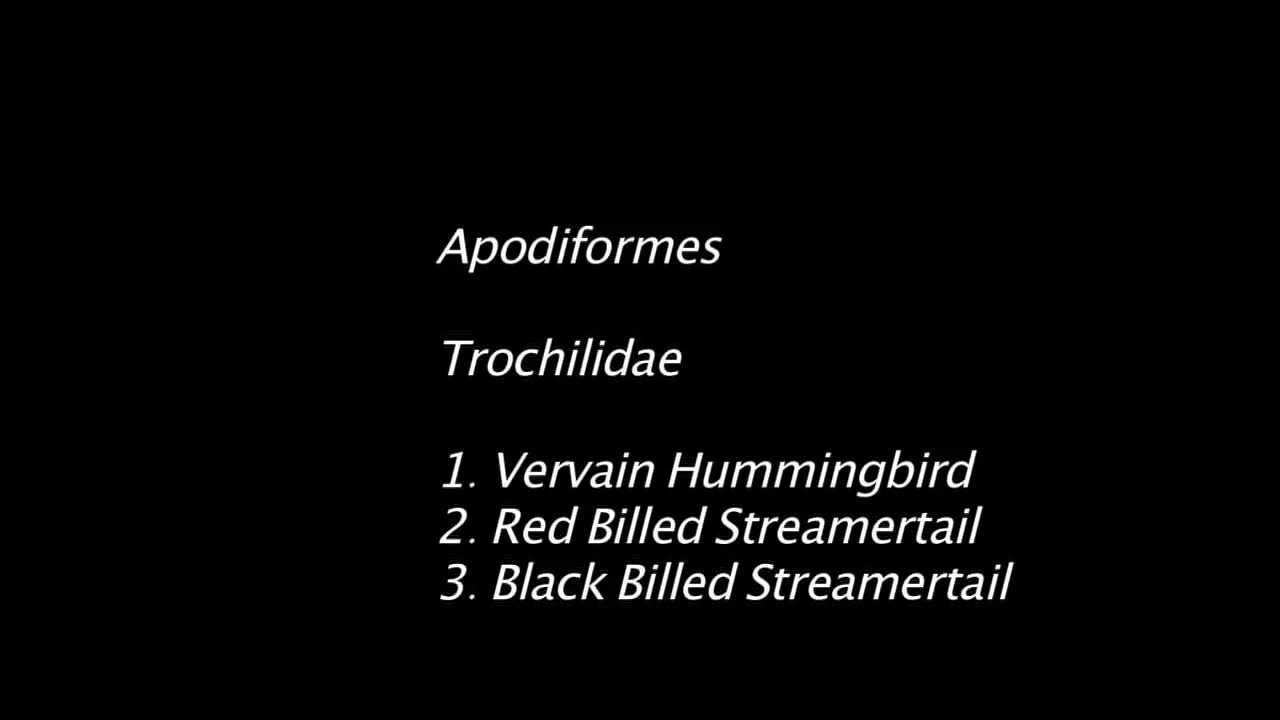 Apodiformes
Trochilidae
1. Vervain Hummingbird
2. Red Billed Streamertail
3. Black Billed Streamertail